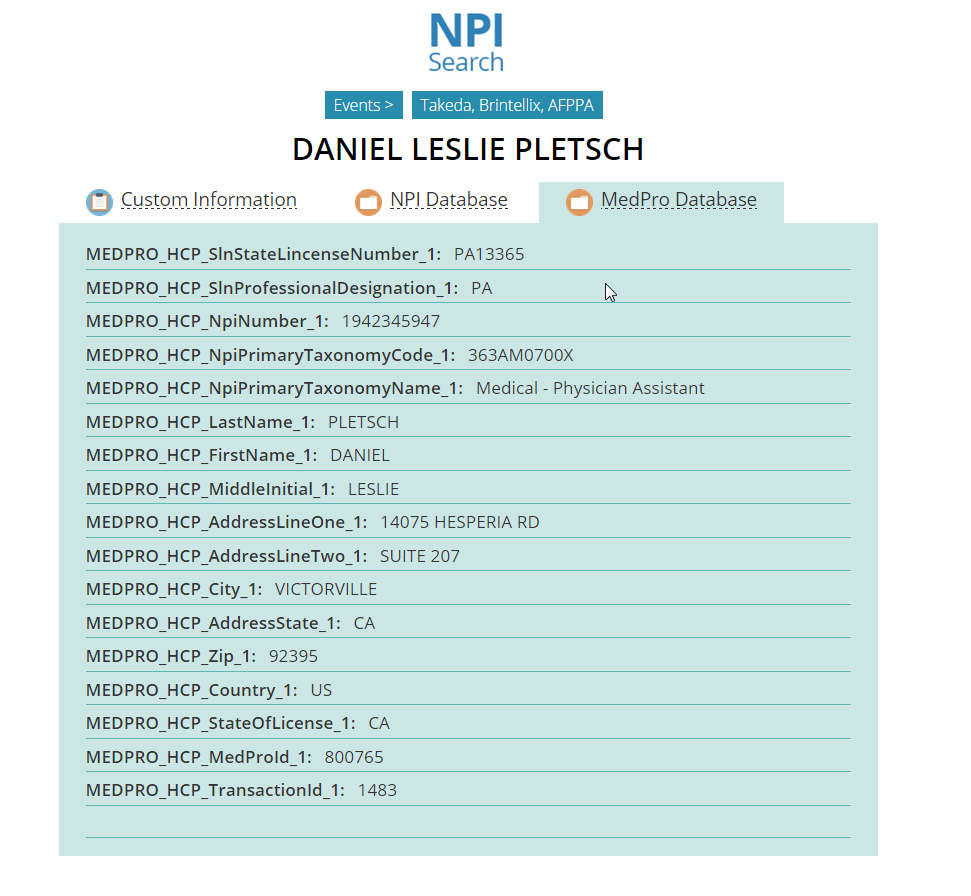 NPI
Search
Events >
Takeda, Brintellix, AFPPA
DANIEL LESLIE PLETSCH
Custom Information
NPI Database
MedPro Database
MEDPRO_HCP_SlnStateLincenseNumber_1: PA13365
MEDPRO_HCP_SlnProfessionalDesignation_1: PA
MEDPRO_HCP_NpiNumber_1: 1942345947
MEDPRO_HCP_NpiPrimaryTaxonomyCode_1: 363AM0700X
MEDPRO_HCP_NpiPrimaryTaxonomyName_1: Medical - Physician Assistant
MEDPRO_HCP_LastName_1: PLETSCH
MEDPRO_HCP_FirstName_1: DANIEL
MEDPRO_HCP_MiddleInitial_1: LESLIE
MEDPRO_HCP_AddressLineOne_1: 14075 HESPERIA RD
MEDPRO_HCP_AddressLineTwo_1: SUITE 207
MEDPRO_HCP_City_1: VICTORVILLE
MEDPRO_HCP_AddressState_1: CA
MEDPRO_HCP_Zip_1: 92395
MEDPRO_HCP_Country_1: US
MEDPRO_HCP_StateOfLicense_1: CA
MEDPRO_HCP_MedProId_1: 800765
MEDPRO_HCP_TransactionId_1: 1483